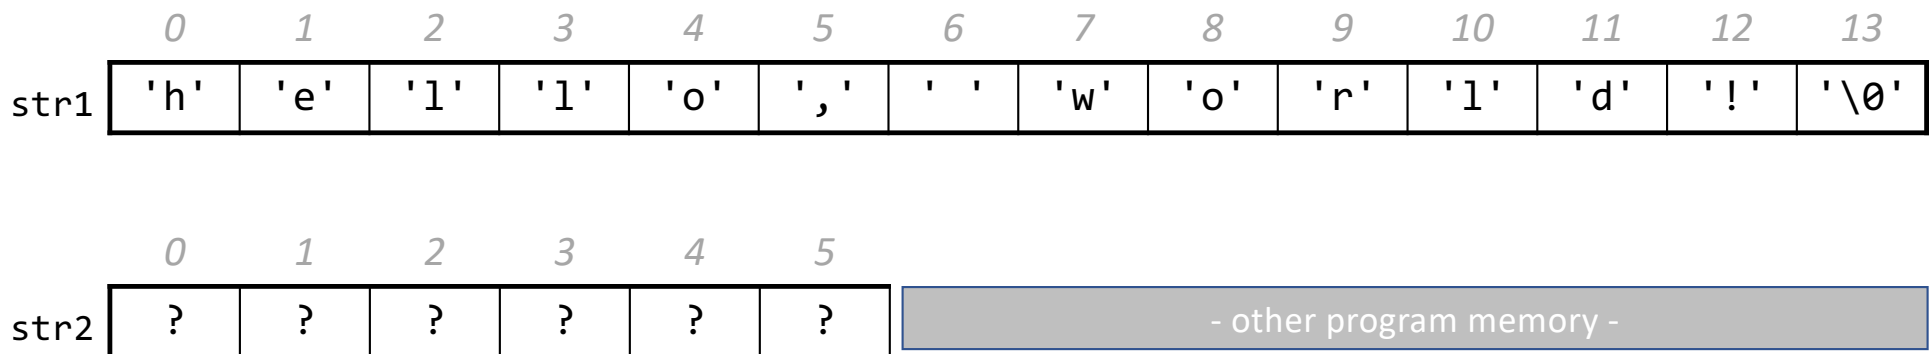 0 1 2 3 4 5 6 7 8 9 10 11 12 13
str1 'h' 'e' 'l' 'l' 'o' ',' ' ' 'w' 'o' 'r' 'l' 'd' '!' '\0'
0 1 2 3 4 5
str2 ? ? ? ? ? ? - other program memory -